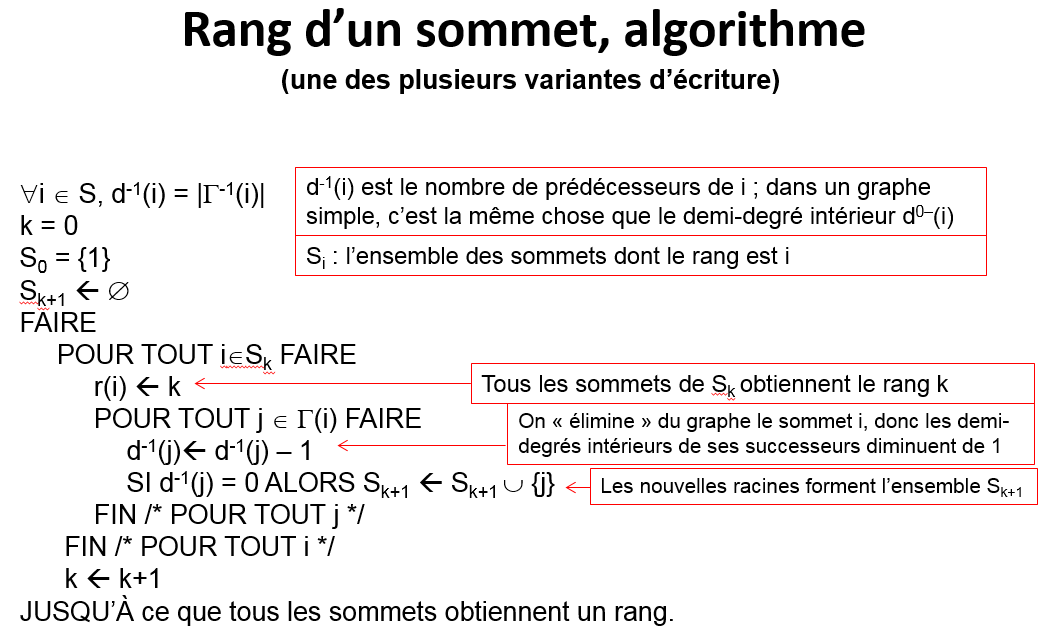 Rang d’un sommet, algorithme
(une des plusieurs variantes d’écriture)
∀i ∈ S, d⁻¹(i) = |Γ⁻¹(i)|
d⁻¹(i) est le nombre de prédécesseurs de i ; dans un graphe
simple, c’est la même chose que le demi-degré intérieur d⁰⁻(i)
k = 0
S₀ = {1}
Sᵢ : l’ensemble des sommets dont le rang est i
Sₖ₊₁ ← ∅
FAIRE
POUR TOUT i∈Sₖ FAIRE
r(i) ← k
Tous les sommets de Sₖ obtiennent le rang k
POUR TOUT j ∈ Γ(i) FAIRE
On « élimine » du graphe le sommet i, donc les demi-
degrés intérieurs de ses successeurs diminuent de 1
d⁻¹(j)← d⁻¹(j) – 1
SI d⁻¹(j) = 0 ALORS Sₖ₊₁ ← Sₖ₊₁ ∪ {j}
Les nouvelles racines forment l’ensemble Sₖ₊₁
FIN /* POUR TOUT j */
FIN /* POUR TOUT i */
k ← k+1
JUSQU’À ce que tous les sommets obtiennent un rang.